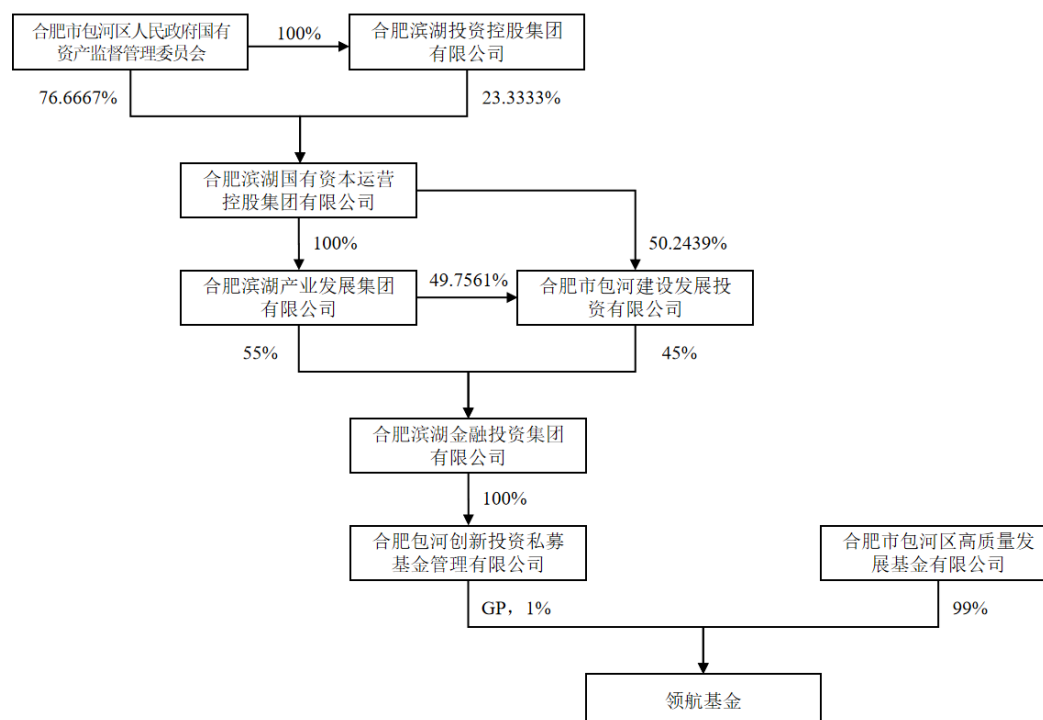 合肥市包河区人民政府国有
资产监督管理委员会
100%
合肥滨湖投资控股集团
有限公司
76.6667%
23.3333%
合肥滨湖国有资本运营
控股集团有限公司
100%
50.2439%
合肥滨湖产业发展集团
有限公司
49.7561%
合肥市包河建设发展投
资有限公司
55%
45%
合肥滨湖金融投资集团
有限公司
100%
合肥包河创新投资私募
基金管理有限公司
合肥市包河区高质量发
展基金有限公司
GP，1%
99%
领航基金